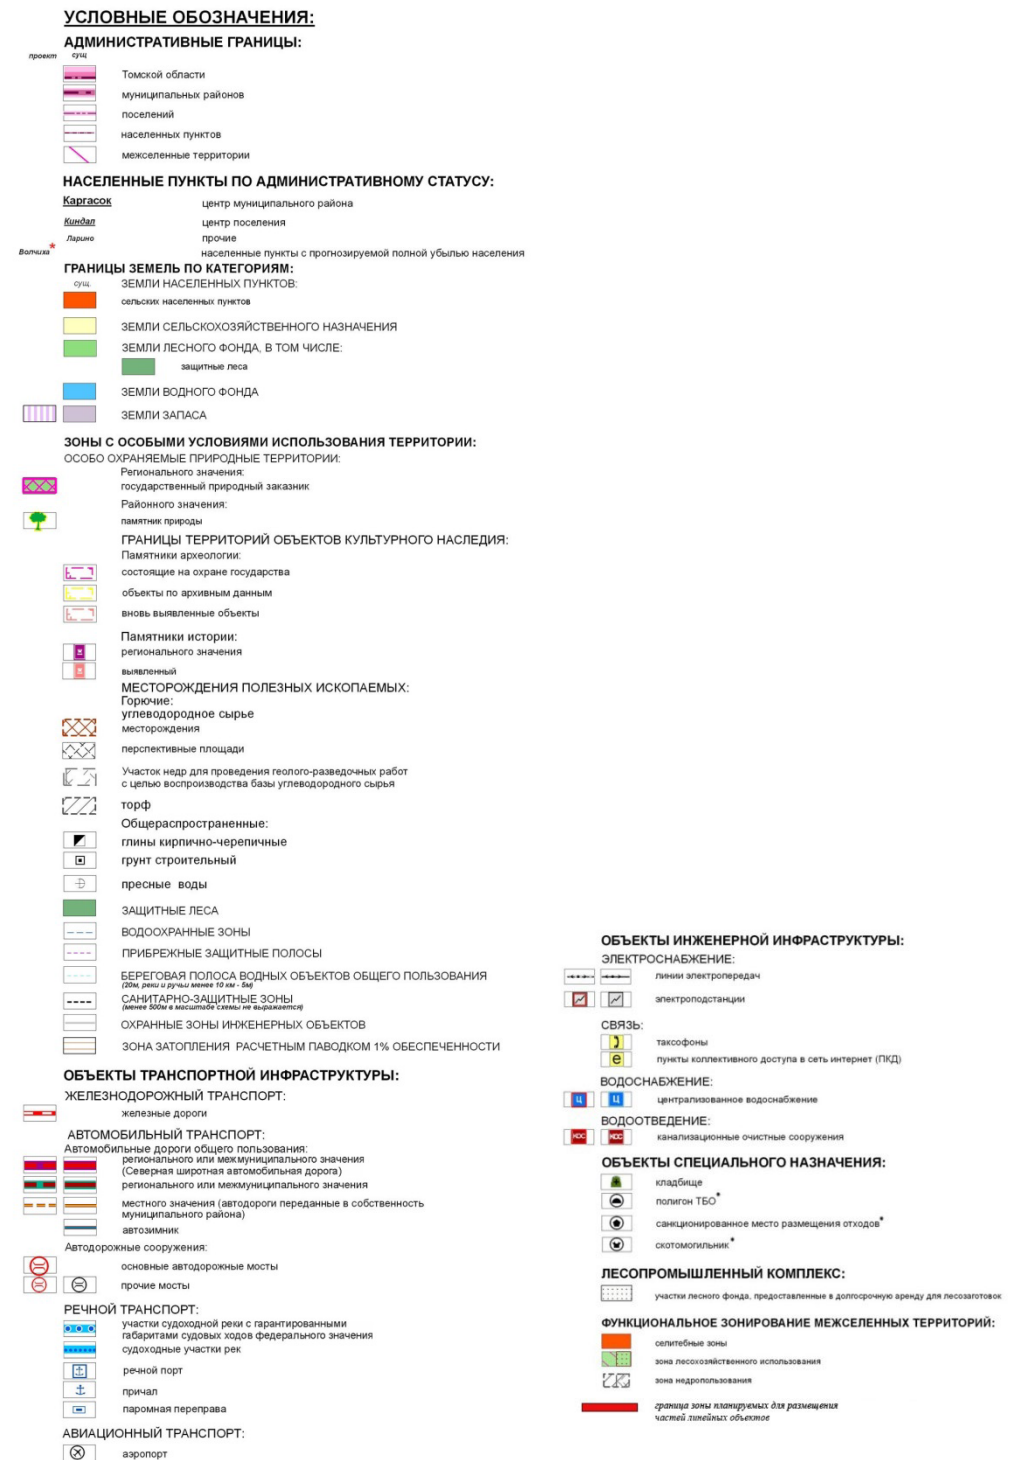 УСЛОВНЫЕ ОБОЗНАЧЕНИЯ:
АДМИНИСТРАТИВНЫЕ ГРАНИЦЫ:
проект сущ
Томской области
муниципальных районов
поселений
населенных пунктов
межселенные территории
НАСЕЛЕННЫЕ ПУНКТЫ ПО АДМИНИСТРАТИВНОМУ СТАТУСУ:
Каргасок центр муниципального района
Киндал центр поселения
Ларино прочие
Волчиха* населенные пункты с прогнозируемой полной убылью населения
ГРАНИЦЫ ЗЕМЕЛЬ ПО КАТЕГОРИЯМ:
сущ. ЗЕМЛИ НАСЕЛЕННЫХ ПУНКТОВ:
сельских населенных пунктов
ЗЕМЛИ СЕЛЬСКОХОЗЯЙСТВЕННОГО НАЗНАЧЕНИЯ
ЗЕМЛИ ЛЕСНОГО ФОНДА, В ТОМ ЧИСЛЕ:
защитные леса
ЗЕМЛИ ВОДНОГО ФОНДА
ЗЕМЛИ ЗАПАСА
ЗОНЫ С ОСОБЫМИ УСЛОВИЯМИ ИСПОЛЬЗОВАНИЯ ТЕРРИТОРИИ:
ОСОБО ОХРАНЯЕМЫЕ ПРИРОДНЫЕ ТЕРРИТОРИИ:
Регионального значения:
государственный природный заказник
Районного значения:
памятник природы
ГРАНИЦЫ ТЕРРИТОРИЙ ОБЪЕКТОВ КУЛЬТУРНОГО НАСЛЕДИЯ:
Памятники археологии:
состоящие на охране государства
объекты по архивным данным
вновь выявленные объекты
Памятники истории:
регионального значения
выявленный
МЕСТОРОЖДЕНИЯ ПОЛЕЗНЫХ ИСКОПАЕМЫХ:
Горючие:
углеводородное сырье
месторождения
перспективные площади
Участок недр для проведения геолого-разведочных работ
с целью воспроизводства базы углеводородного сырья
торф
Общераспространенные:
глины кирпично-черепичные
грунт строительный
пресные воды
ЗАЩИТНЫЕ ЛЕСА
ВОДООХРАННЫЕ ЗОНЫ
ПРИБРЕЖНЫЕ ЗАЩИТНЫЕ ПОЛОСЫ
БЕРЕГОВАЯ ПОЛОСА ВОДНЫХ ОБЪЕКТОВ ОБЩЕГО ПОЛЬЗОВАНИЯ
(20м, реки и ручьи менее 10 км - 5м)
САНИТАРНО-ЗАЩИТНЫЕ ЗОНЫ
(менее 500м в масштабе схемы не выражается)
ОХРАННЫЕ ЗОНЫ ИНЖЕНЕРНЫХ ОБЪЕКТОВ
ЗОНА ЗАТОПЛЕНИЯ РАСЧЕТНЫМ ПАВОДКОМ 1% ОБЕСПЕЧЕННОСТИ
ОБЪЕКТЫ ТРАНСПОРТНОЙ ИНФРАСТРУКТУРЫ:
ЖЕЛЕЗНОДОРОЖНЫЙ ТРАНСПОРТ:
железные дороги
АВТОМОБИЛЬНЫЙ ТРАНСПОРТ:
Автомобильные дороги общего пользования:
регионального или межмуниципального значения
(Северная широтная автомобильная дорога)
регионального или межмуниципального значения
местного значения (автодороги переданные в собственность
муниципального района)
автозимник
Автодорожные сооружения:
основные автодорожные мосты
прочие мосты
РЕЧНОЙ ТРАНСПОРТ:
участки судоходной реки с гарантированными
габаритами судовых ходов федерального значения
судоходные участки рек
речной порт
причал
паромная переправа
АВИАЦИОННЫЙ ТРАНСПОРТ:
аэропорт
ОБЪЕКТЫ ИНЖЕНЕРНОЙ ИНФРАСТРУКТУРЫ:
ЭЛЕКТРОСНАБЖЕНИЕ:
линии электропередач
электроподстанции
СВЯЗЬ:
таксофоны
е пункты коллективного доступа в сеть интернет (ПКД)
ВОДОСНАБЖЕНИЕ:
Ц Ц централизованное водоснабжение
ВОДООТВЕДЕНИЕ:
КОС КОС канализационные очистные сооружения
ОБЪЕКТЫ СПЕЦИАЛЬНОГО НАЗНАЧЕНИЯ:
кладбище
полигон ТБО*
санкционированное место размещения отходов*
скотомогильник*
ЛЕСОПРОМЫШЛЕННЫЙ КОМПЛЕКС:
участки лесного фонда, предоставленные в долгосрочную аренду для лесозаготовок
ФУНКЦИОНАЛЬНОЕ ЗОНИРОВАНИЕ МЕЖСЕЛЕННЫХ ТЕРРИТОРИЙ:
селитебные зоны
зона лесохозяйственного использования
зона недропользования
граница зоны планируемых для размещения
частей линейных объектов